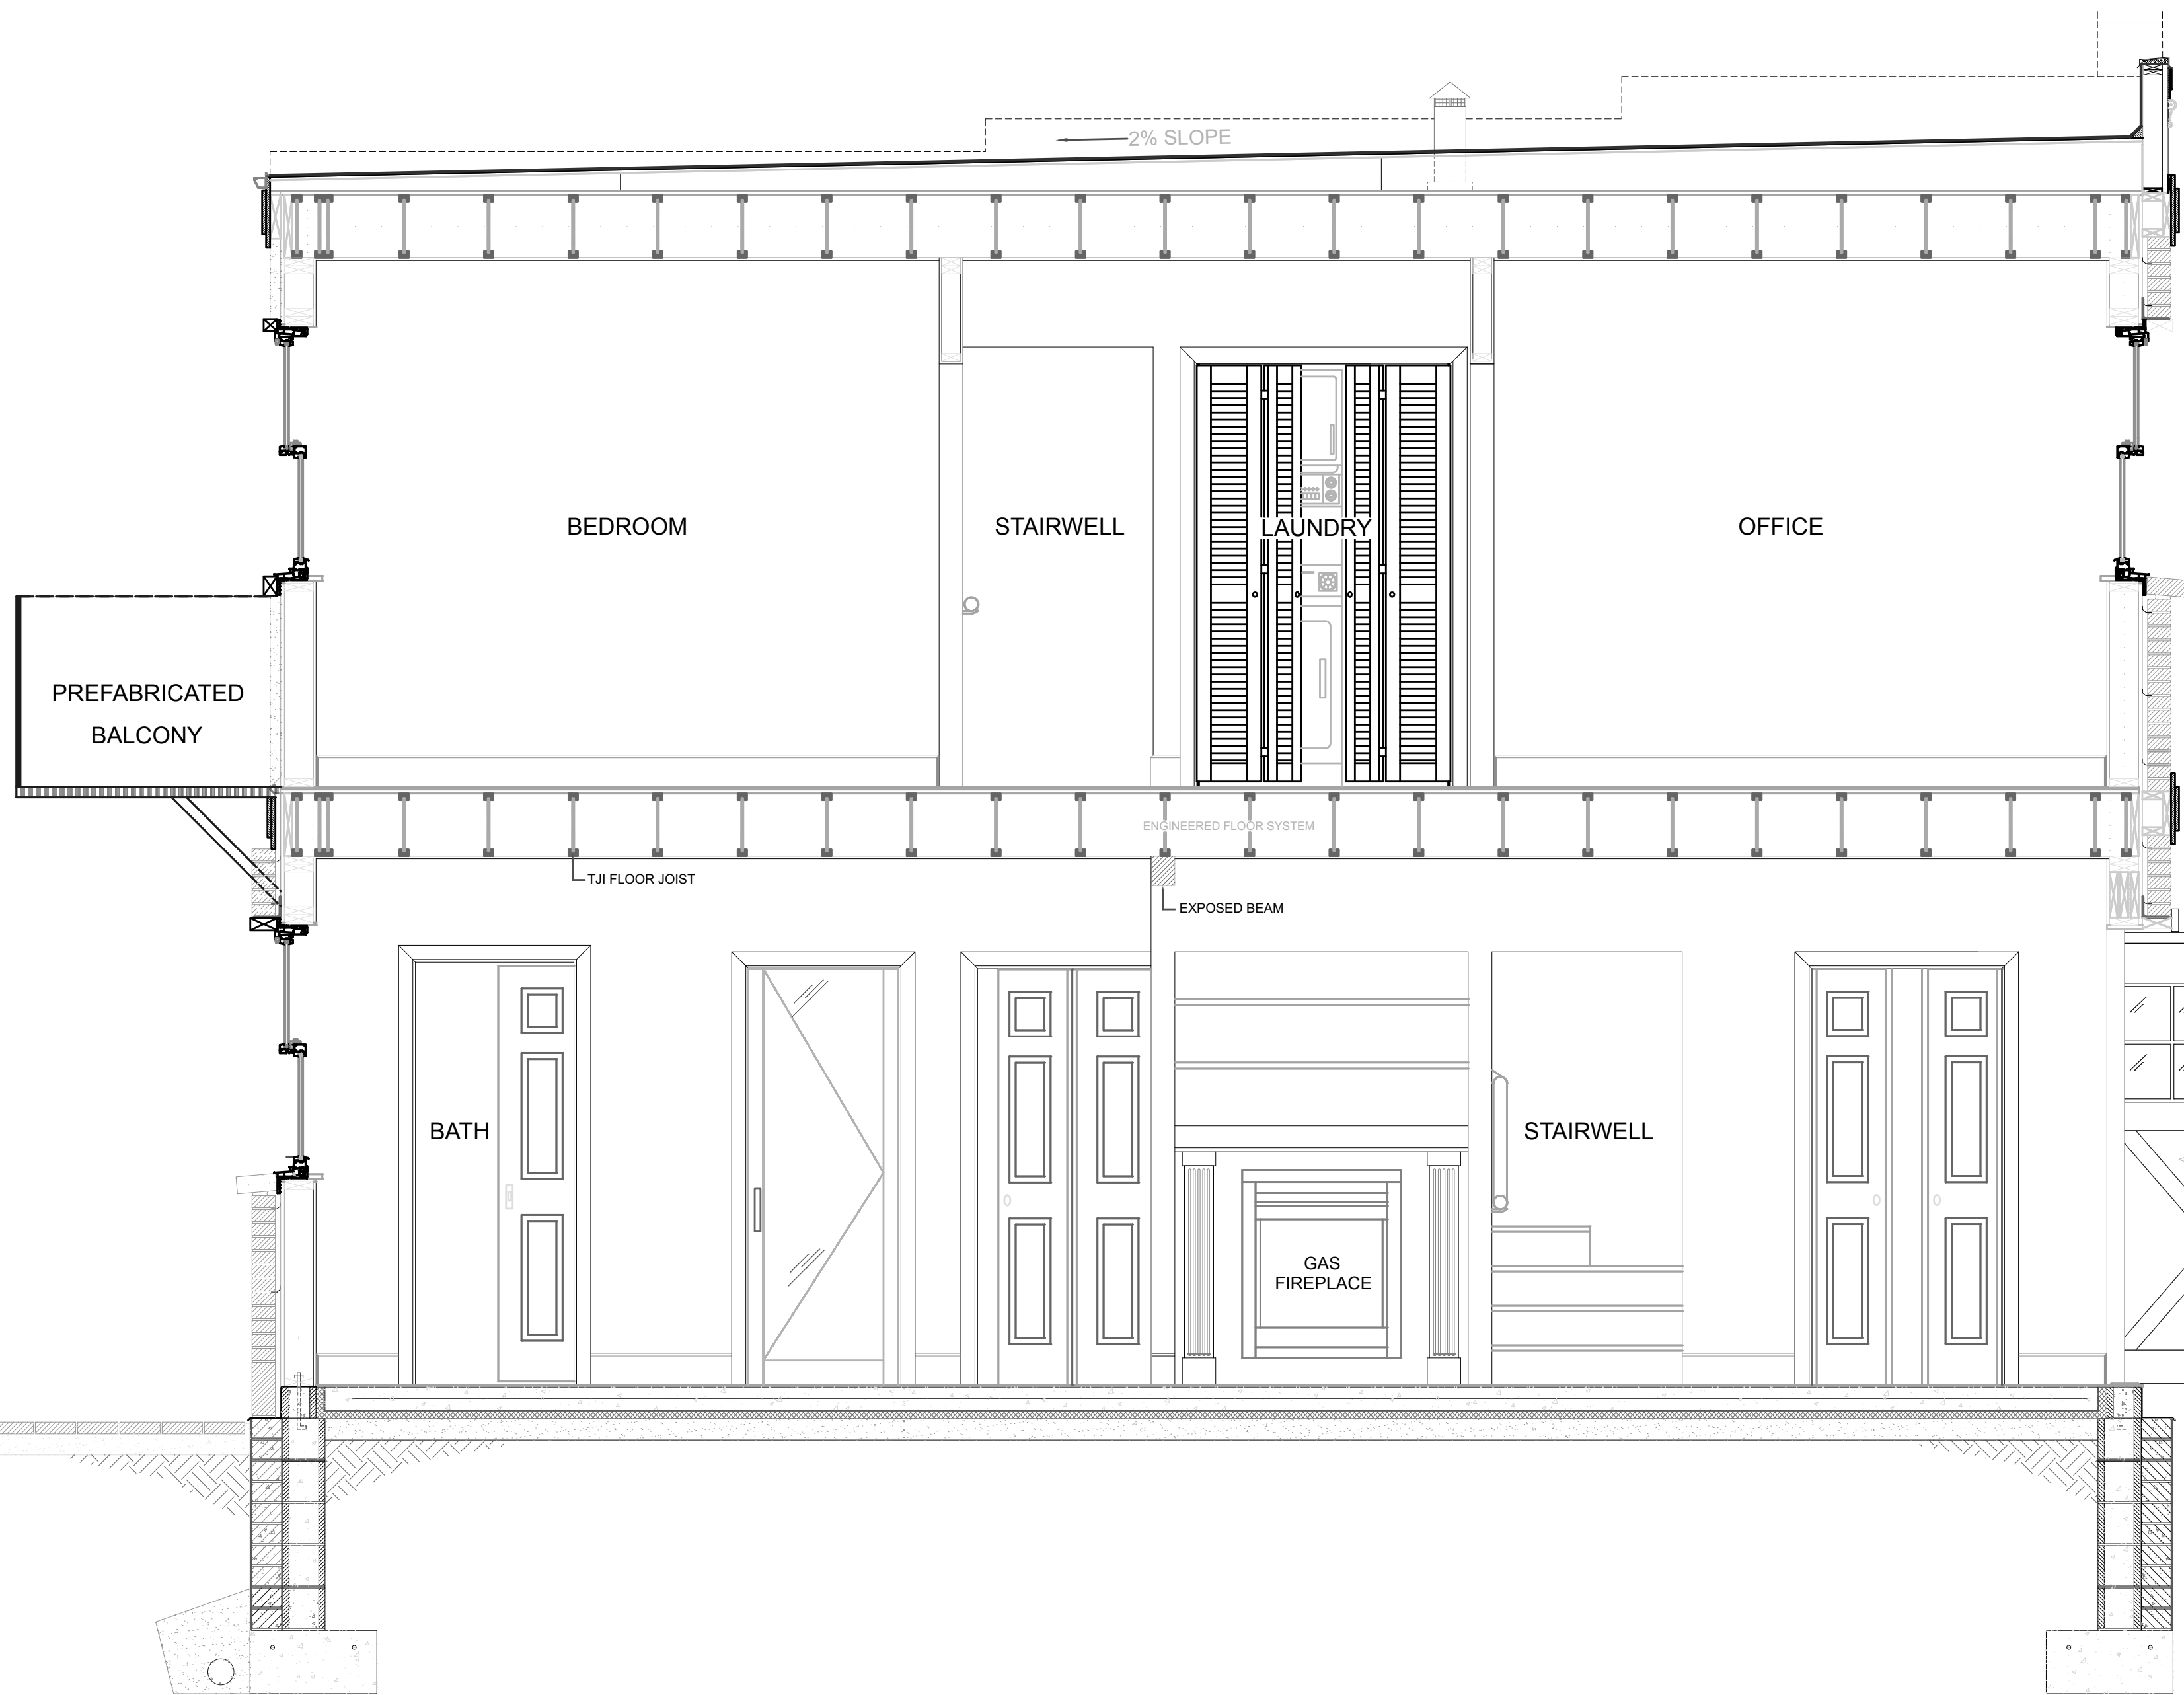 2% SLOPE
BEDROOM
STAIRWELL
LAUNDRY
OFFICE
PREFABRICATED
BALCONY
ENGINEERED FLOOR SYSTEM
TJI FLOOR JOIST
EXPOSED BEAM
BATH
STAIRWELL
GAS
FIREPLACE